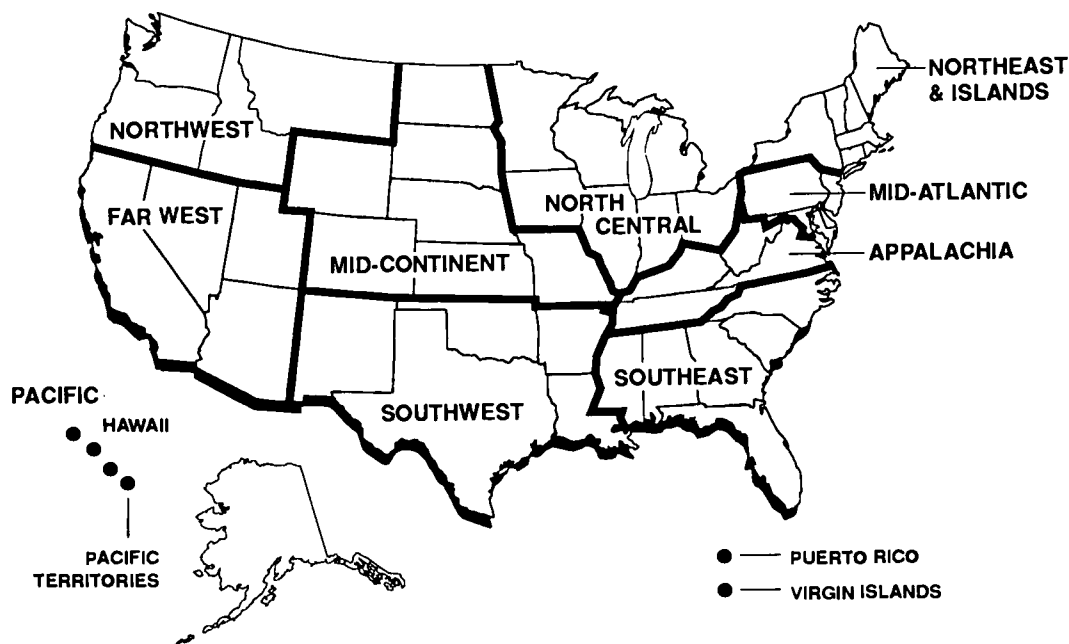 NORTHEAST
& ISLANDS
NORTHWEST
MID-ATLANTIC
FAR WEST
NORTH
CENTRAL
APPALACHIA
MID-CONTINENT
SOUTHEAST
PACIFIC
SOUTHWEST
HAWAII
PACIFIC
TERRITORIES
PUERTO RICO
VIRGIN ISLANDS